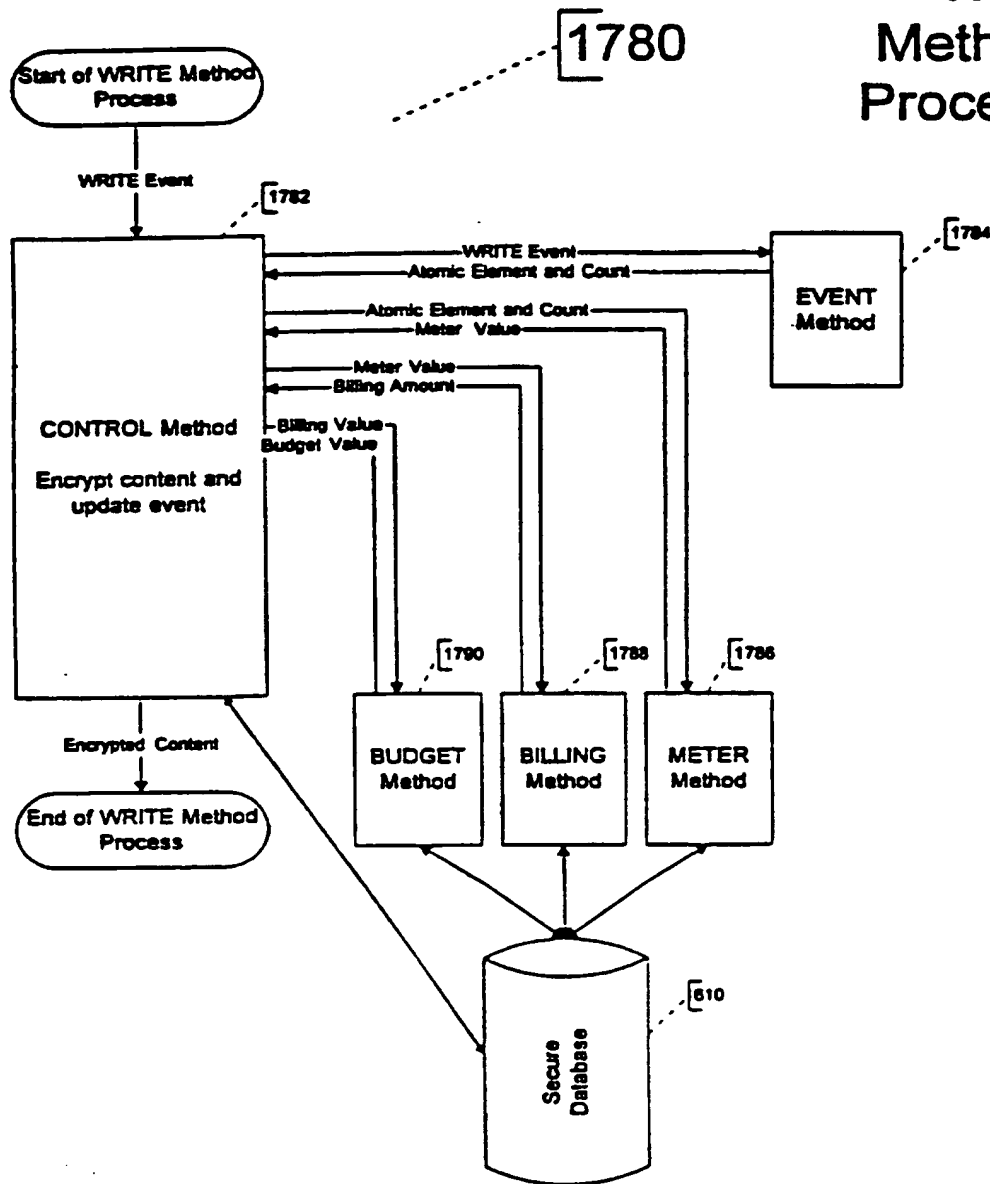 1780
Start of WRITE Method
Process
WRITE Event
1782
WRITE Event
Atomic Element and Count
1784
EVENT
Method
Atomic Element and Count
Meter Value
Meter Value
Billing Amount
Billing Value
Budget Value
CONTROL Method
Encrypt content and
update event
1790
1788
1786
BUDGET
Method
BILLING
Method
METER
Method
Encrypted Content
End of WRITE Method
Process
610
Secure
Database